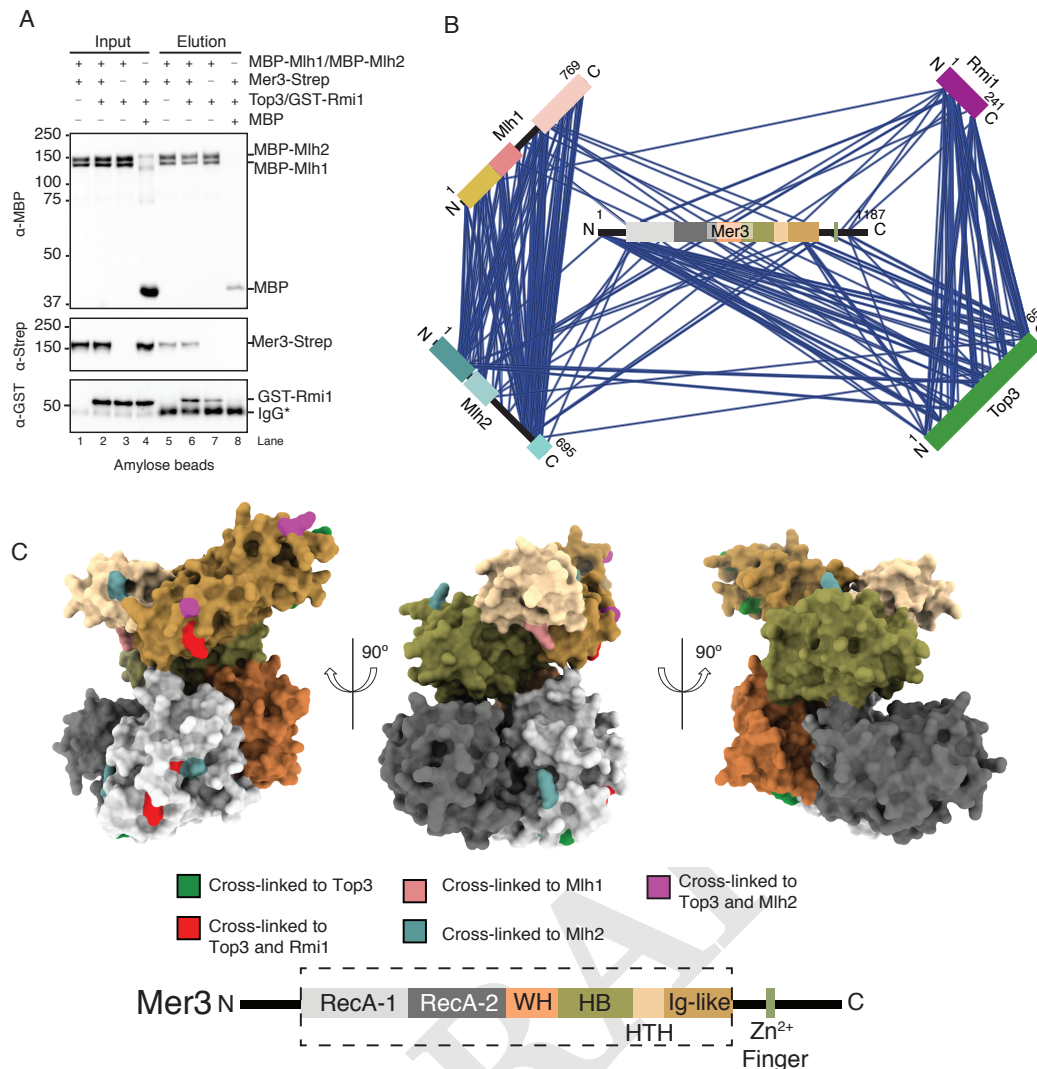 A
Input Elution
+ + + − + + + − MBP-Mlh1/MBP-Mlh2
+ + − + + + − + Mer3-Strep
− + + + − + + + Top3/GST-Rmi1
− − − + − − − + MBP
α-MBP
250
150
100
75
50
37
MBP-Mlh2
MBP-Mlh1
MBP
α-Strep
250
150
Mer3-Strep
α-GST
50
GST-Rmi1
IgG*
1 2 3 4 5 6 7 8 Lane
Amylose beads
B
N 1 Mlh1 769 C
N 1 Rmi1 241 C
N 1 Mer3 1187 C
N 1 Mlh2 695 C
N 1 Top3
C
90º
90º
Cross-linked to Top3
Cross-linked to
Top3 and Rmi1
Cross-linked to Mlh1
Cross-linked to Mlh2
Cross-linked to
Top3 and Mlh2
Mer3 N RecA-1 RecA-2 WH HB Ig-like C
HTH
Zn2+
Finger